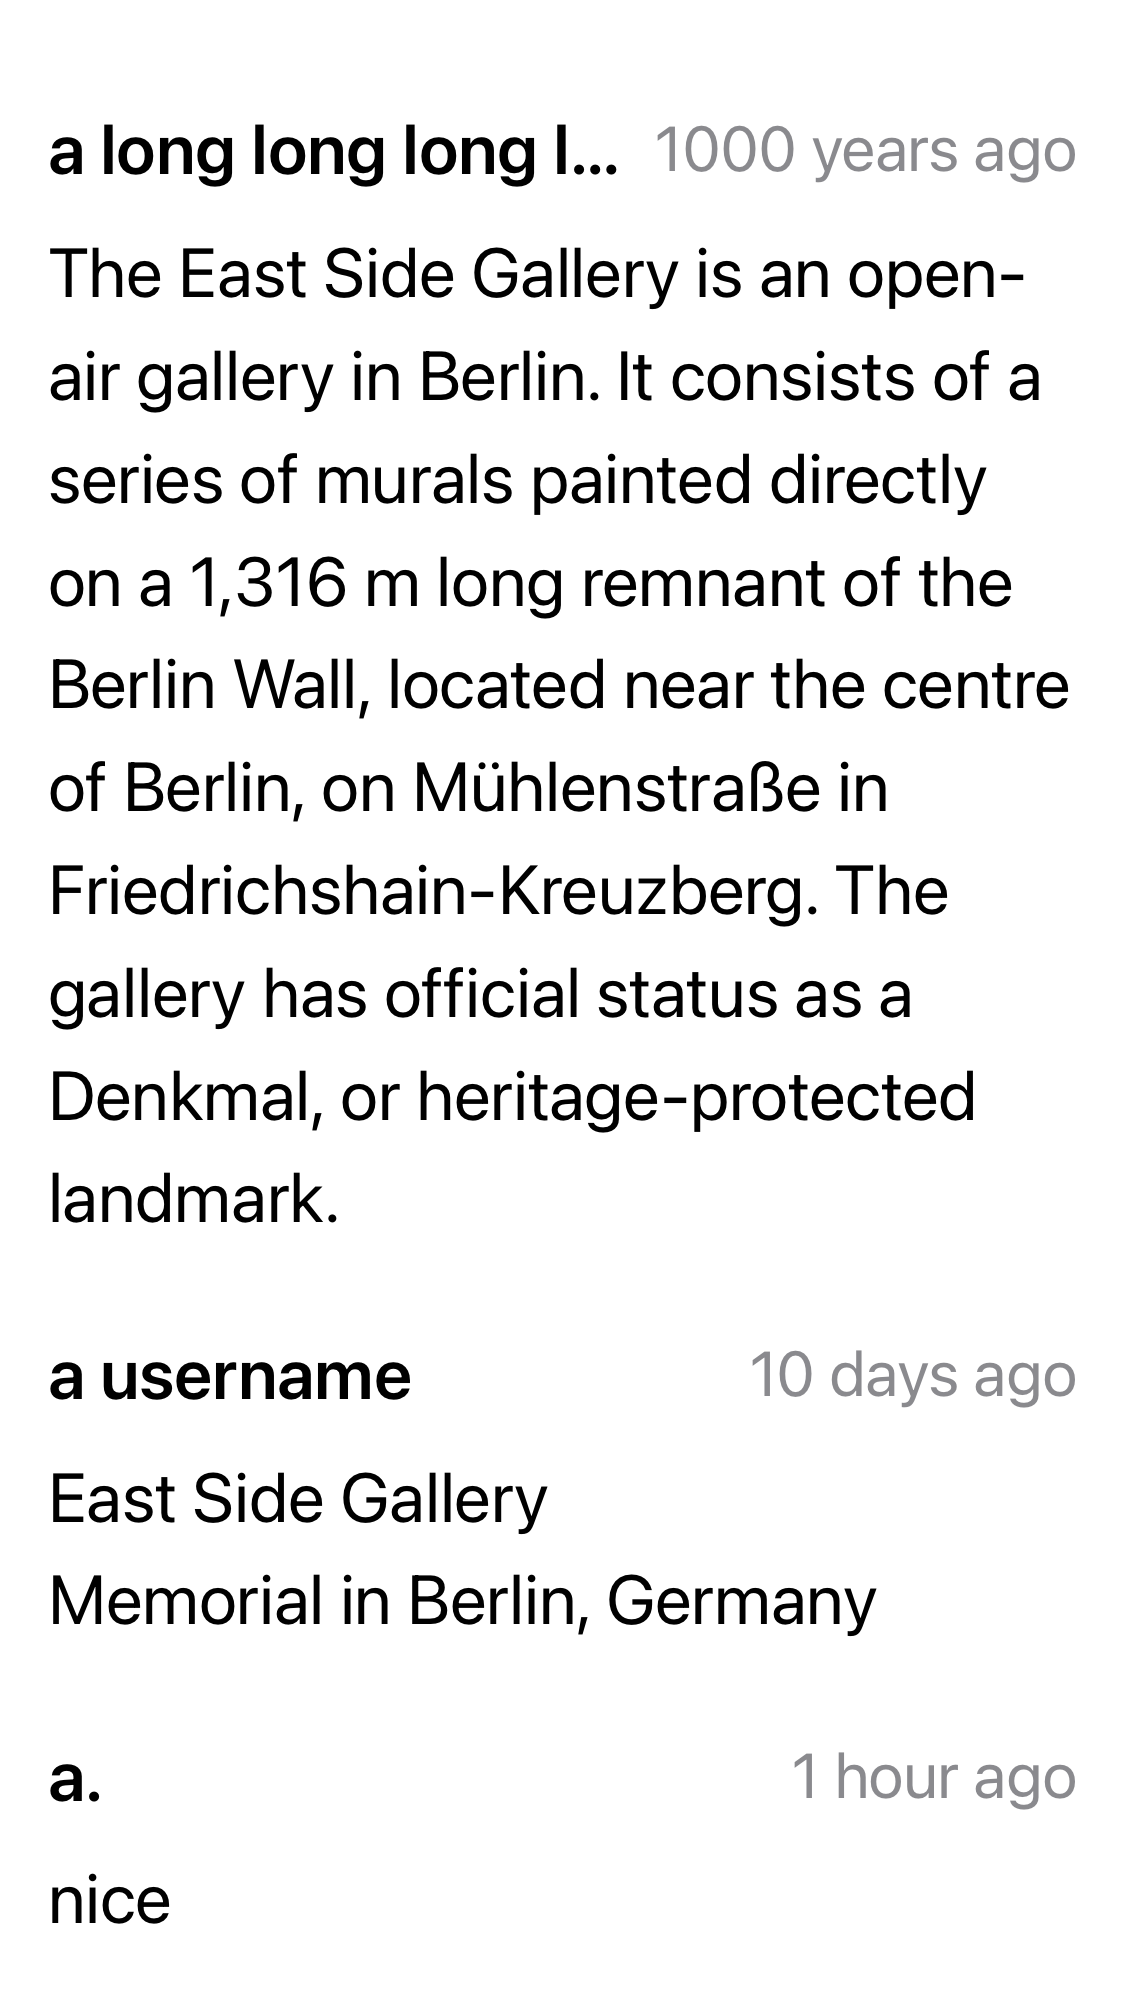 a long long long l... 1000 years ago
The East Side Gallery is an open-
air gallery in Berlin. It consists of a
series of murals painted directly
on a 1,316 m long remnant of the
Berlin Wall, located near the centre
of Berlin, on Mühlenstraße in
Friedrichshain-Kreuzberg. The
gallery has official status as a
Denkmal, or heritage-protected
landmark.
a username 10 days ago
East Side Gallery
Memorial in Berlin, Germany
a. 1 hour ago
nice